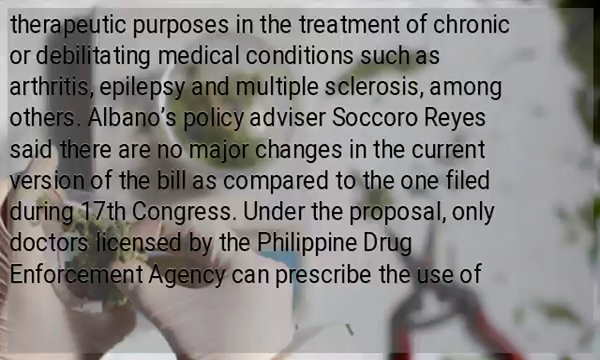 therapeutic purposes in the treatment of chronic
or debilitating medical conditions such as
arthritis, epilepsy and multiple sclerosis, among
others. Albano’s policy adviser Soccoro Reyes
said there are no major changes in the current
version of the bill as compared to the one filed
during 17th Congress. Under the proposal, only
doctors licensed by the Philippine Drug
Enforcement Agency can prescribe the use of